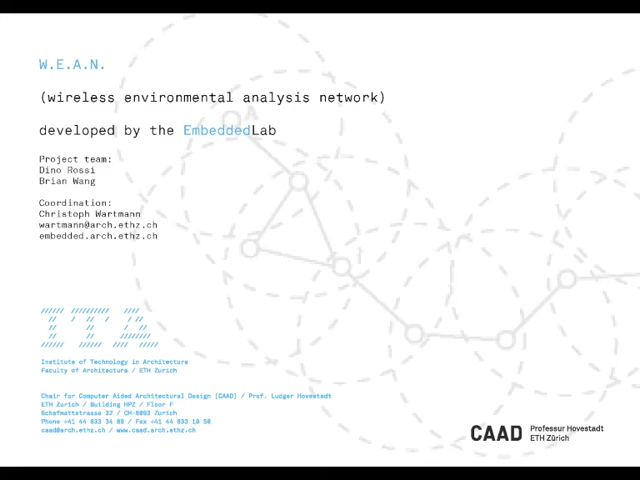 W.E.A.N.
(wireless environmental analysis network)
developed by the EmbeddedLab
Project team:
Dino Rossi
Brian Wang
Coordination:
Christoph Wartmann
wartmann@arch.ethz.ch
embedded.arch.ethz.ch
ITA
Institute of Technology in Architecture
Faculty of Architecture / ETH Zurich
Chair for Computer Aided Architectural Design [CAAD] / Prof. Ludger Hovestadt
ETH Zurich / Building HPZ / Floor F
Schafmattstrasse 32 / CH-8093 Zurich
Phone +41 44 633 34 89 / Fax +41 44 633 10 50
caad@arch.ethz.ch / www.caad.arch.ethz.ch
CAAD
Professur Hovestadt
ETH Zürich